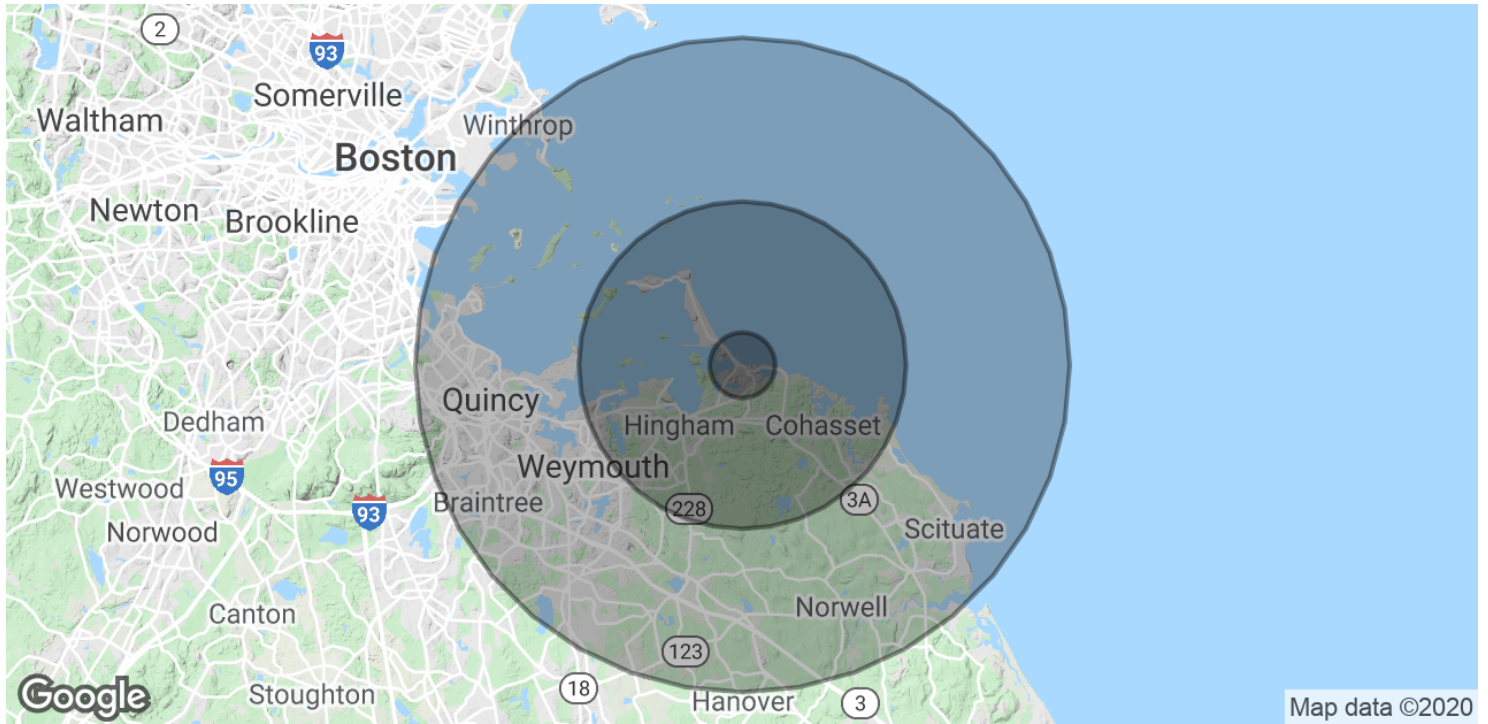 2
93
Somerville
Waltham
Winthrop
Boston
Newton
Brookline
Quincy
Dedham
Hingham
Cohasset
Weymouth
95
Westwood
Braintree
93
228
3A
Norwood
Scituate
Canton
Norwell
123
Stoughton
18
Hanover
3
Google
Map data ©2020